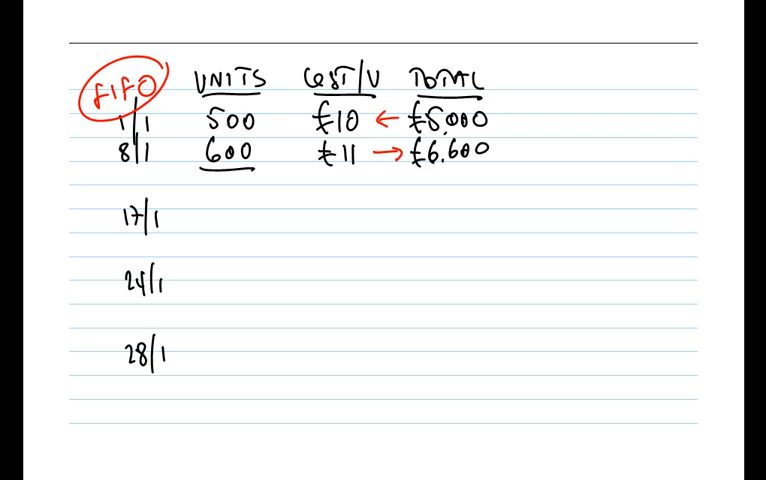 FIFO UNITS COST/U TOTAL
1/1 500 £10 ← £5.000
8/1 600 £11 → £6.600
17/1
24/1
28/1